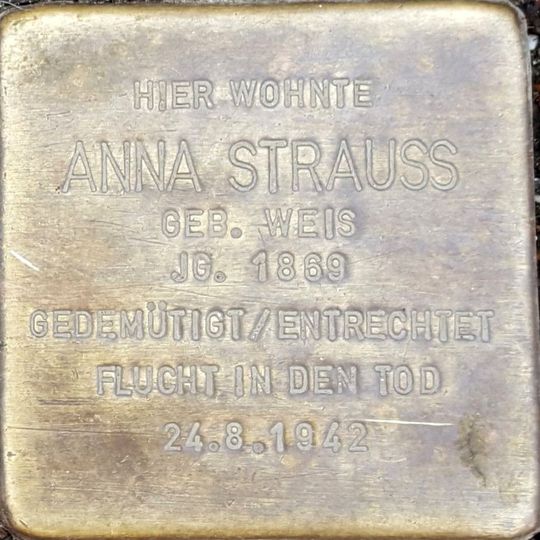 HIER WOHNTE
ANNA STRAUSS
GEB. WEIS
JG. 1869
GEDEMÜTIGT/ENTRECHTET
FLUCHT IN DEN TOD
24.8.1942